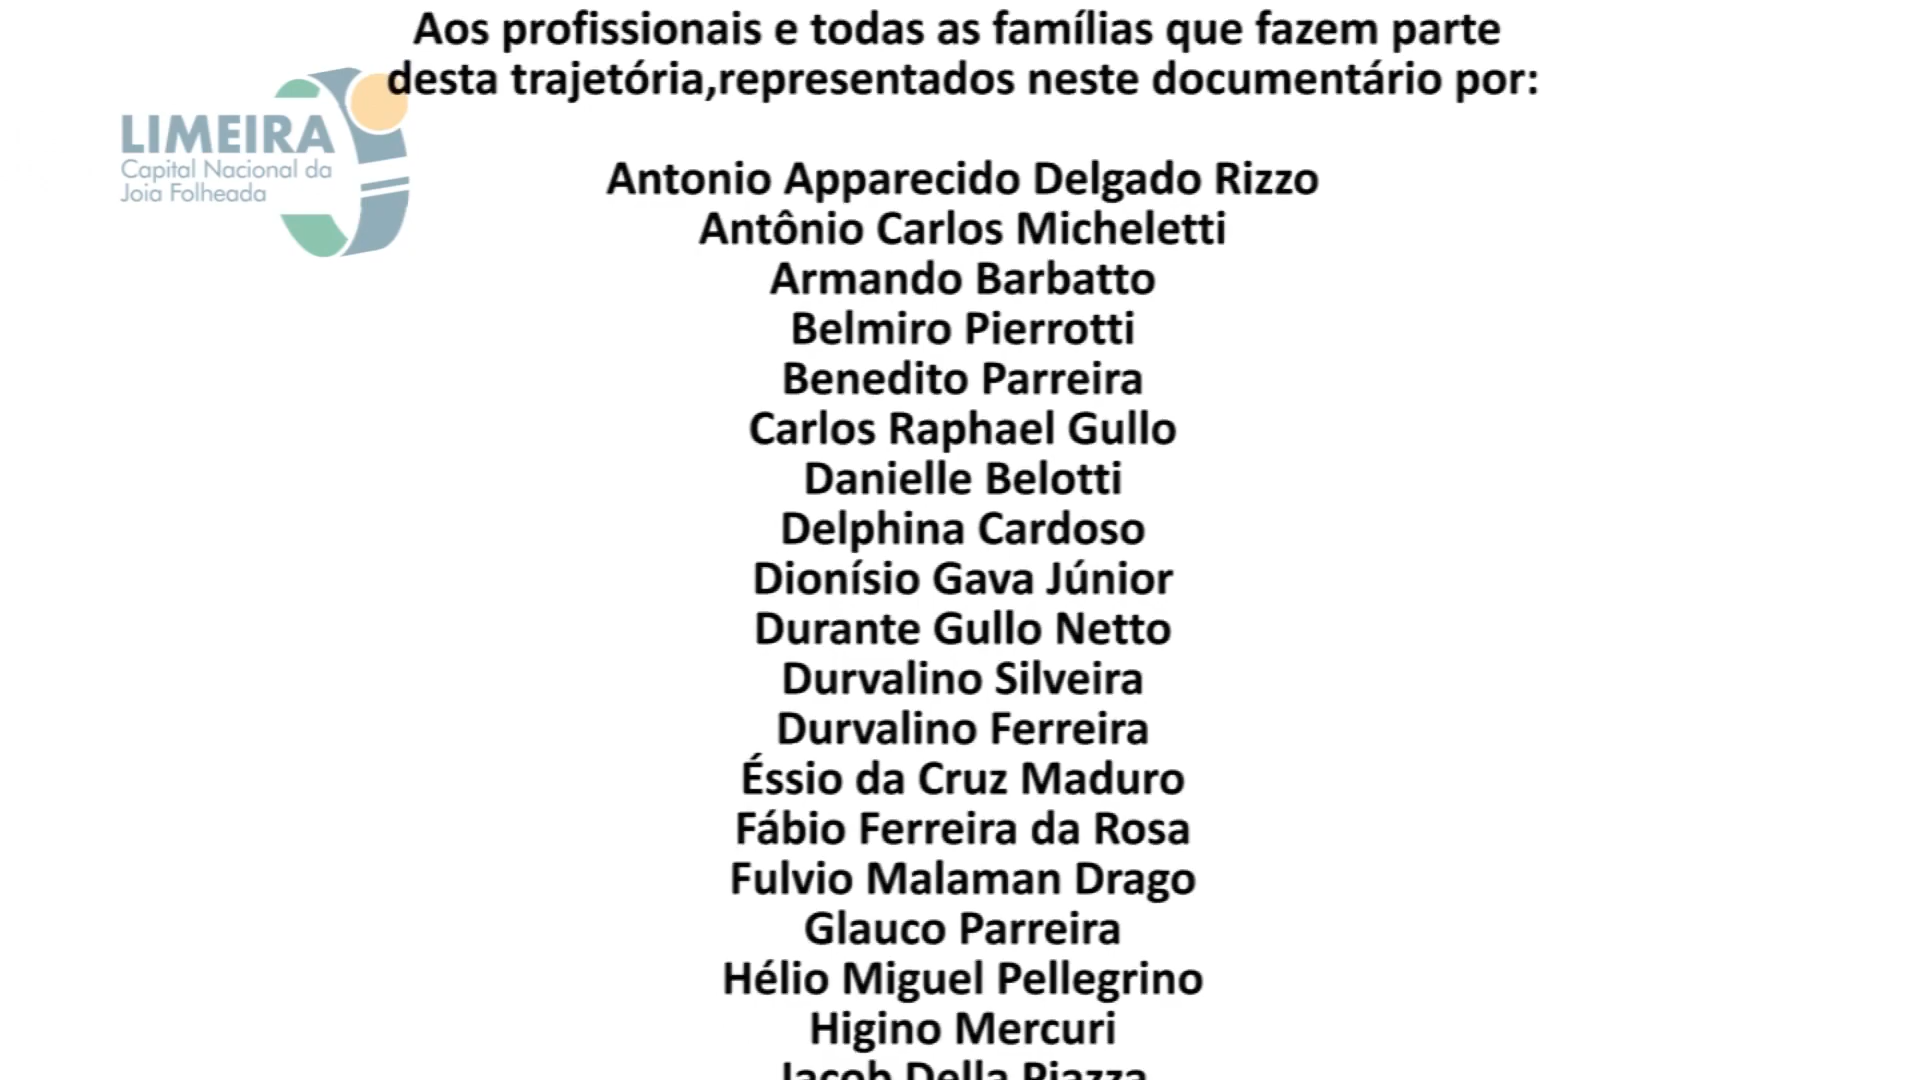 Aos profissionais e todas as famílias que fazem parte
desta trajetória,representados neste documentário por:
LIMEIRA
Capital Nacional da
Joia Folheada
Antonio Apparecido Delgado Rizzo
Antônio Carlos Micheletti
Armando Barbatto
Belmiro Pierrotti
Benedito Parreira
Carlos Raphael Gullo
Danielle Belotti
Delphina Cardoso
Dionísio Gava Júnior
Durante Gullo Netto
Durvalino Silveira
Durvalino Ferreira
Éssio da Cruz Maduro
Fábio Ferreira da Rosa
Fulvio Malaman Drago
Glauco Parreira
Hélio Miguel Pellegrino
Higino Mercuri
Jacob Della Piazza